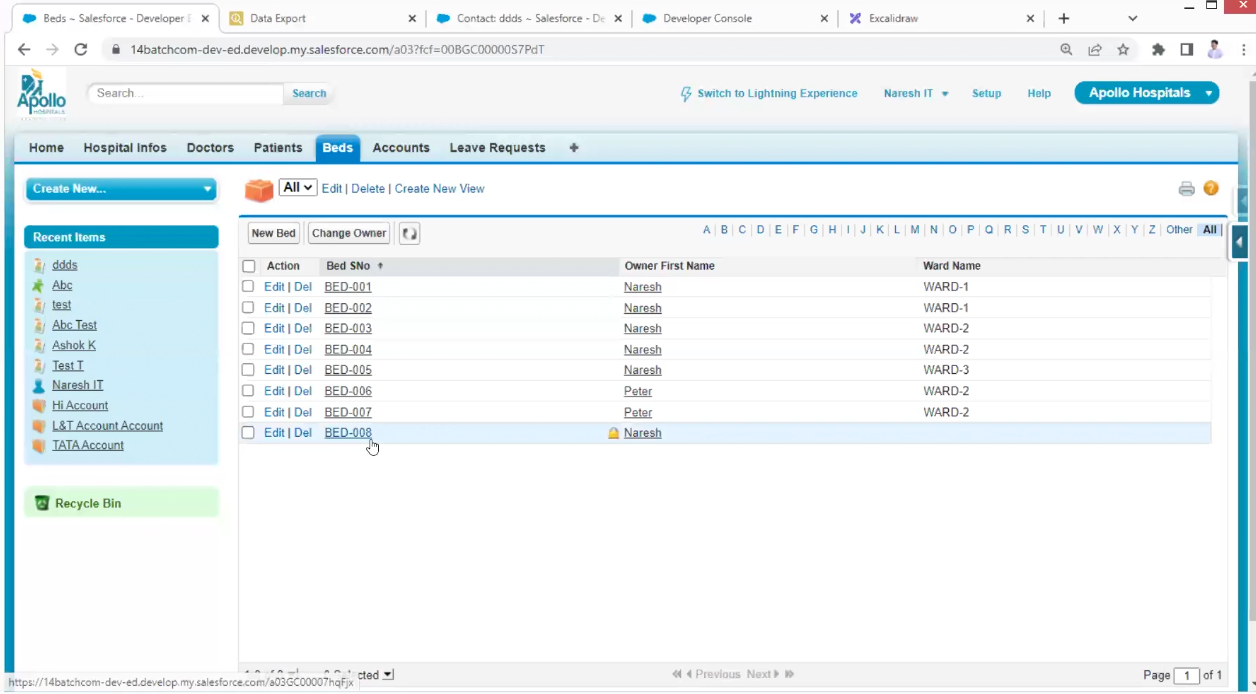 Beds ~ Salesforce - Developer E
Data Export
Contact: ddds ~ Salesforce - De
Developer Console
Excalidraw
14batchcom-dev-ed.develop.my.salesforce.com/a03?fcf=00BGC00000S7PdT
Apollo
HOSPITALS
Search...
Search
Switch to Lightning Experience
Naresh IT
Setup
Help
Apollo Hospitals
Home
Hospital Infos
Doctors
Patients
Beds
Accounts
Leave Requests
Create New...
All
Edit | Delete | Create New View
Recent Items
New Bed
Change Owner
A | B | C | D | E | F | G | H | I | J | K | L | M | N | O | P | Q | R | S | T | U | V | W | X | Y | Z | Other | All
ddds
Abc
test
Abc Test
Ashok K
Test T
Naresh IT
Hi Account
L&T Account Account
TATA Account
Recycle Bin
Action Bed SNo Owner First Name Ward Name
Edit | Del BED-001 Naresh WARD-1
Edit | Del BED-002 Naresh WARD-1
Edit | Del BED-003 Naresh WARD-2
Edit | Del BED-004 Naresh WARD-2
Edit | Del BED-005 Naresh WARD-3
Edit | Del BED-006 Peter WARD-2
Edit | Del BED-007 Peter WARD-2
Edit | Del BED-008 Naresh
Previous Next
Page 1 of 1
https://14batchcom-dev-ed.develop.my.salesforce.com/a03GC00007hqFjx